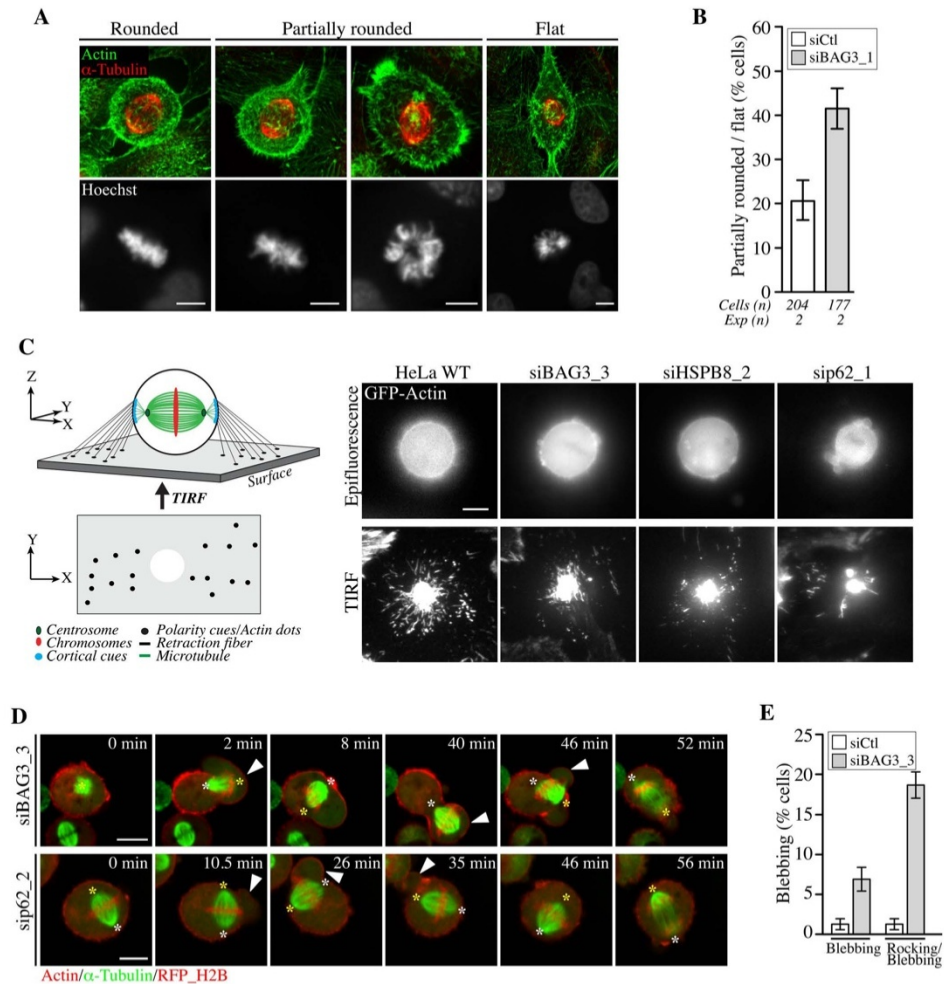 A
Rounded Partially rounded Flat
Actin
α-Tubulin
Hoechst
B
Partially rounded / flat (% cells)
60
50
40
30
20
10
0
siCtl
siBAG3_1
Cells (n) 204 177
Exp (n) 2 2
C
Z
Y
X
Surface
TIRF
Y
X
Centrosome
Chromosomes
Cortical cues
Polarity cues/Actin dots
Retraction fiber
Microtubule
HeLa WT siBAG3_3 siHSPB8_2 sip62_1
GFP-Actin
Epifluorescence
TIRF
D
siBAG3_3
0 min 2 min 8 min 40 min 46 min 52 min
sip62_2
0 min 10.5 min 26 min 35 min 46 min 56 min
Actin/α-Tubulin/RFP_H2B
E
Blebbing (% cells)
25
20
15
10
5
0
siCtl
siBAG3_3
Blebbing Rocking/
Blebbing